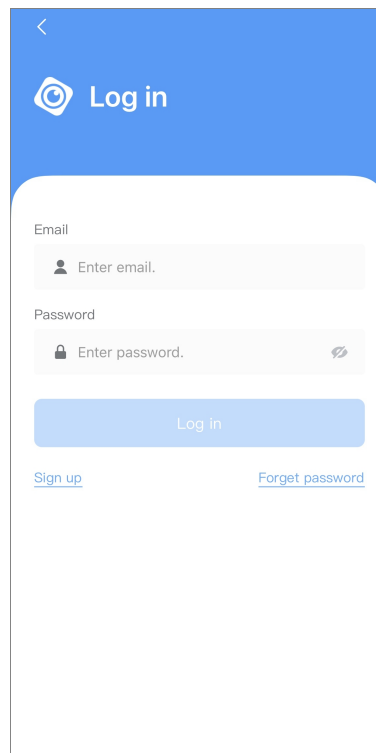 Log in
Email
Enter email.
Password
Enter password.
Log in
Sign up
Forget password